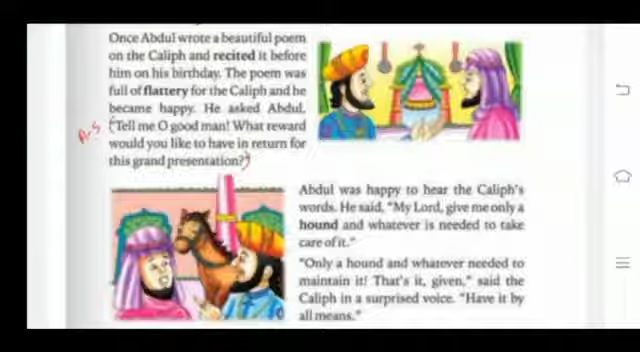 Once Abdul wrote a beautiful poem
on the Caliph and recited it before
him on his birthday. The poem was
full of flattery for the Caliph and he
became happy. He asked Abdul,
A-5 (Tell me O good man! What reward
would you like to have in return for
this grand presentation?)
Abdul was happy to hear the Caliph's
words. He said, "My Lord, give me only a
hound and whatever is needed to take
care of it."
"Only a hound and whatever needed to
maintain it! That's it, given," said the
Caliph in a surprised voice. "Have it by
all means."